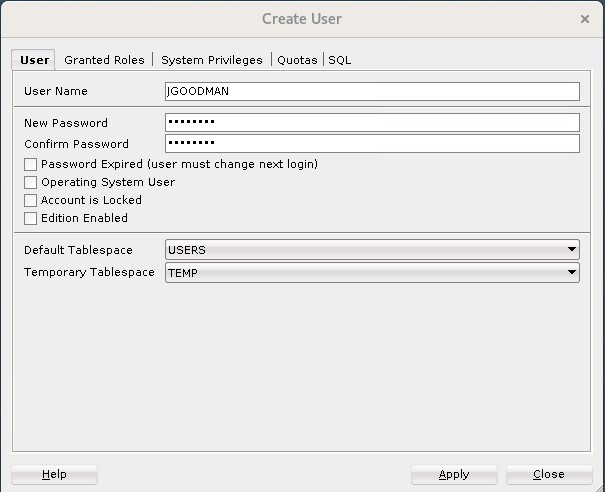 Create User
User Granted Roles System Privileges Quotas SQL
User Name JGOODMAN
New Password ••••••••
Confirm Password ••••••••
Password Expired (user must change next login)
Operating System User
Account is Locked
Edition Enabled
Default Tablespace USERS
Temporary Tablespace TEMP
Help Apply Close